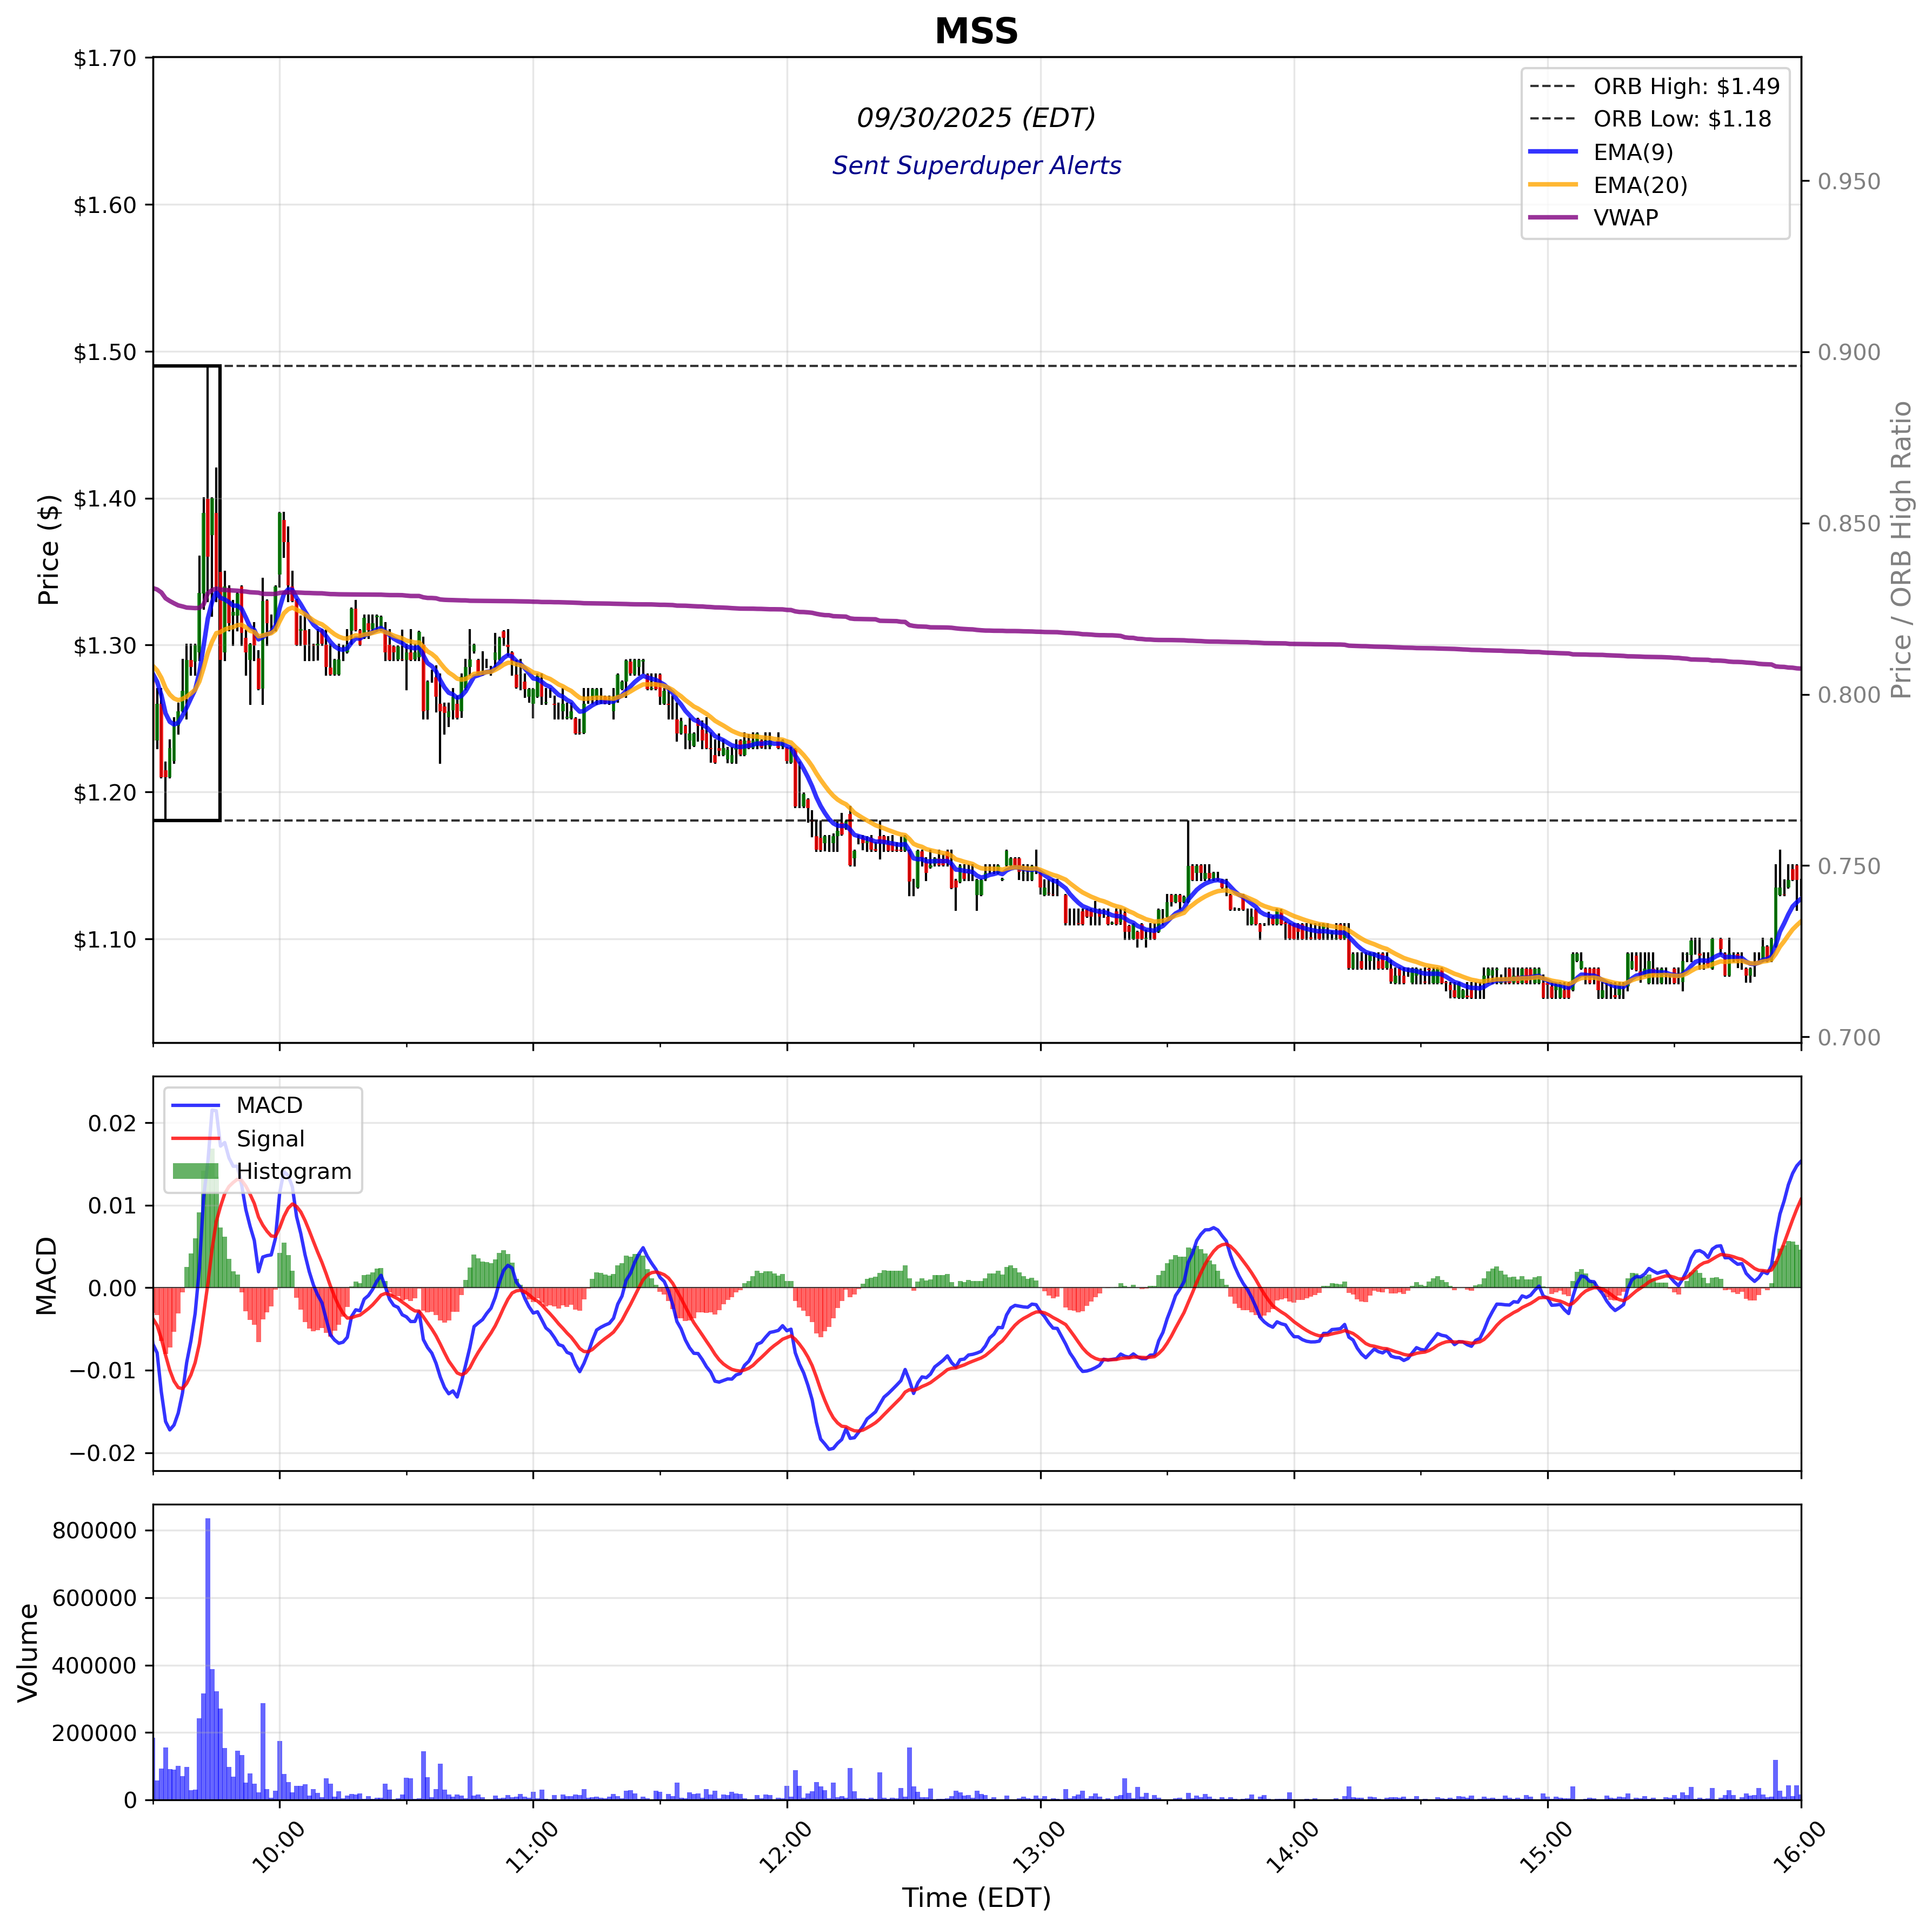 MSS
09/30/2025 (EDT)
Sent Superduper Alerts
ORB High: $1.49
ORB Low: $1.18
EMA(9)
EMA(20)
VWAP
Price ($)
$1.70
$1.60
$1.50
$1.40
$1.30
$1.20
$1.10
0.950
0.900
0.850
0.800
0.750
0.700
Price / ORB High Ratio
MACD
Signal
Histogram
MACD
0.02
0.01
0.00
−0.01
−0.02
Volume
800000
600000
400000
200000
0
10:00
11:00
12:00
13:00
14:00
15:00
16:00
Time (EDT)